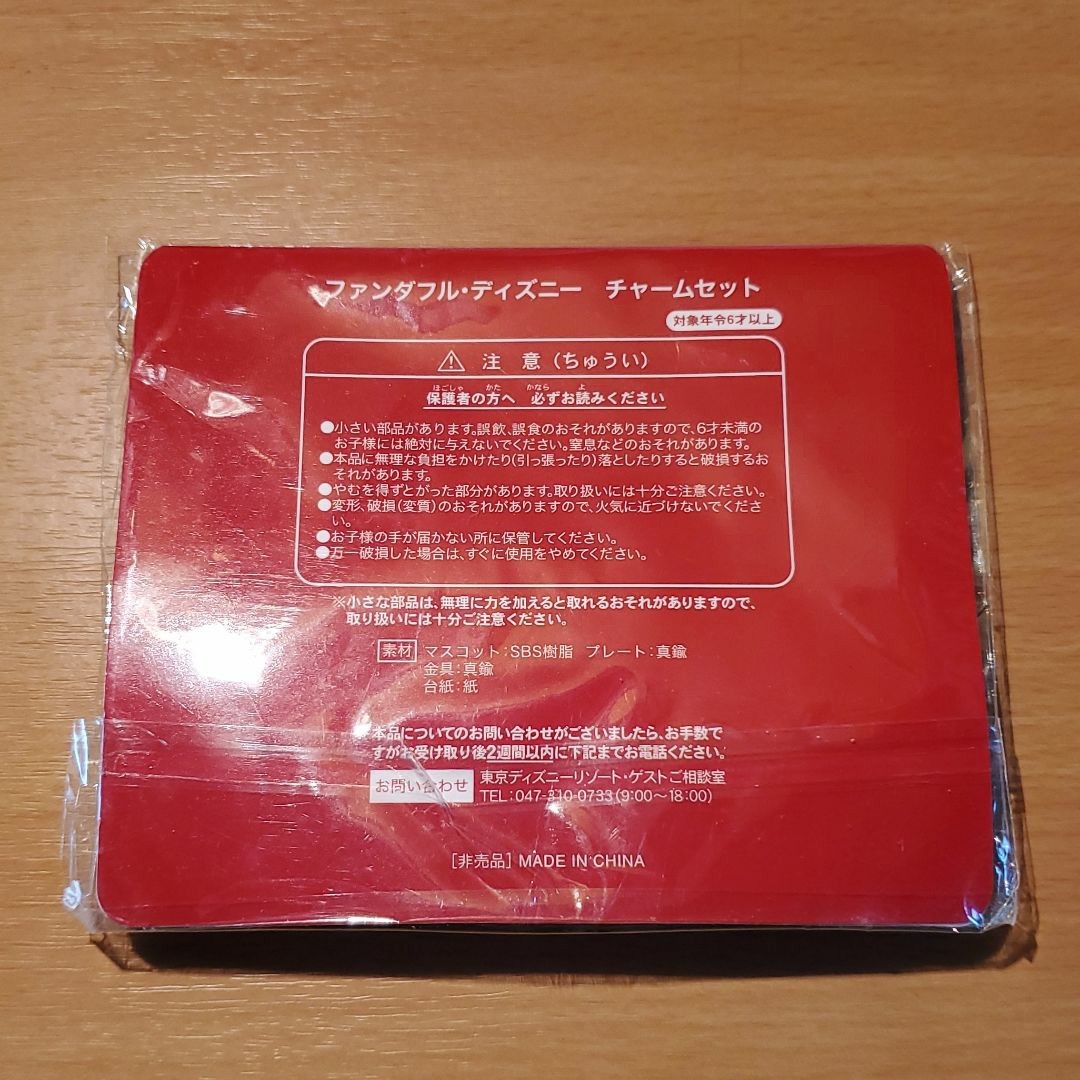 ファンダフル・ディズニー　チャームセット
対象年令6才以上
⚠ 注　意（ちゅうい）
ほごしゃ　かた　かなら　よ
保護者の方へ　必ずお読みください
●小さい部品があります。誤飲、誤食のおそれがありますので、6才未満の
お子様には絶対に与えないでください。窒息などのおそれがあります。
●本品に無理な負担をかけたり（引っ張ったり）落としたりすると破損するお
それがあります。
●やむを得ずとがった部分があります。取り扱いには十分ご注意ください。
●変形、破損（変質）のおそれがありますので、火気に近づけないでくださ
い。
●お子様の手が届かない所に保管してください。
●万一破損した場合は、すぐに使用をやめてください。
※小さな部品は、無理に力を加えると取れるおそれがありますので、
取り扱いには十分ご注意ください。
素材　マスコット：SBS樹脂　プレート：真鍮
金具：真鍮
台紙：紙
本品についてのお問い合わせがございましたら、お手数で
すがお受け取り後2週間以内に下記までお電話ください。
お問い合わせ　東京ディズニーリゾート・ゲストご相談室
TEL：047-310-0733（9:00～18:00）
［非売品］MADE IN CHINA